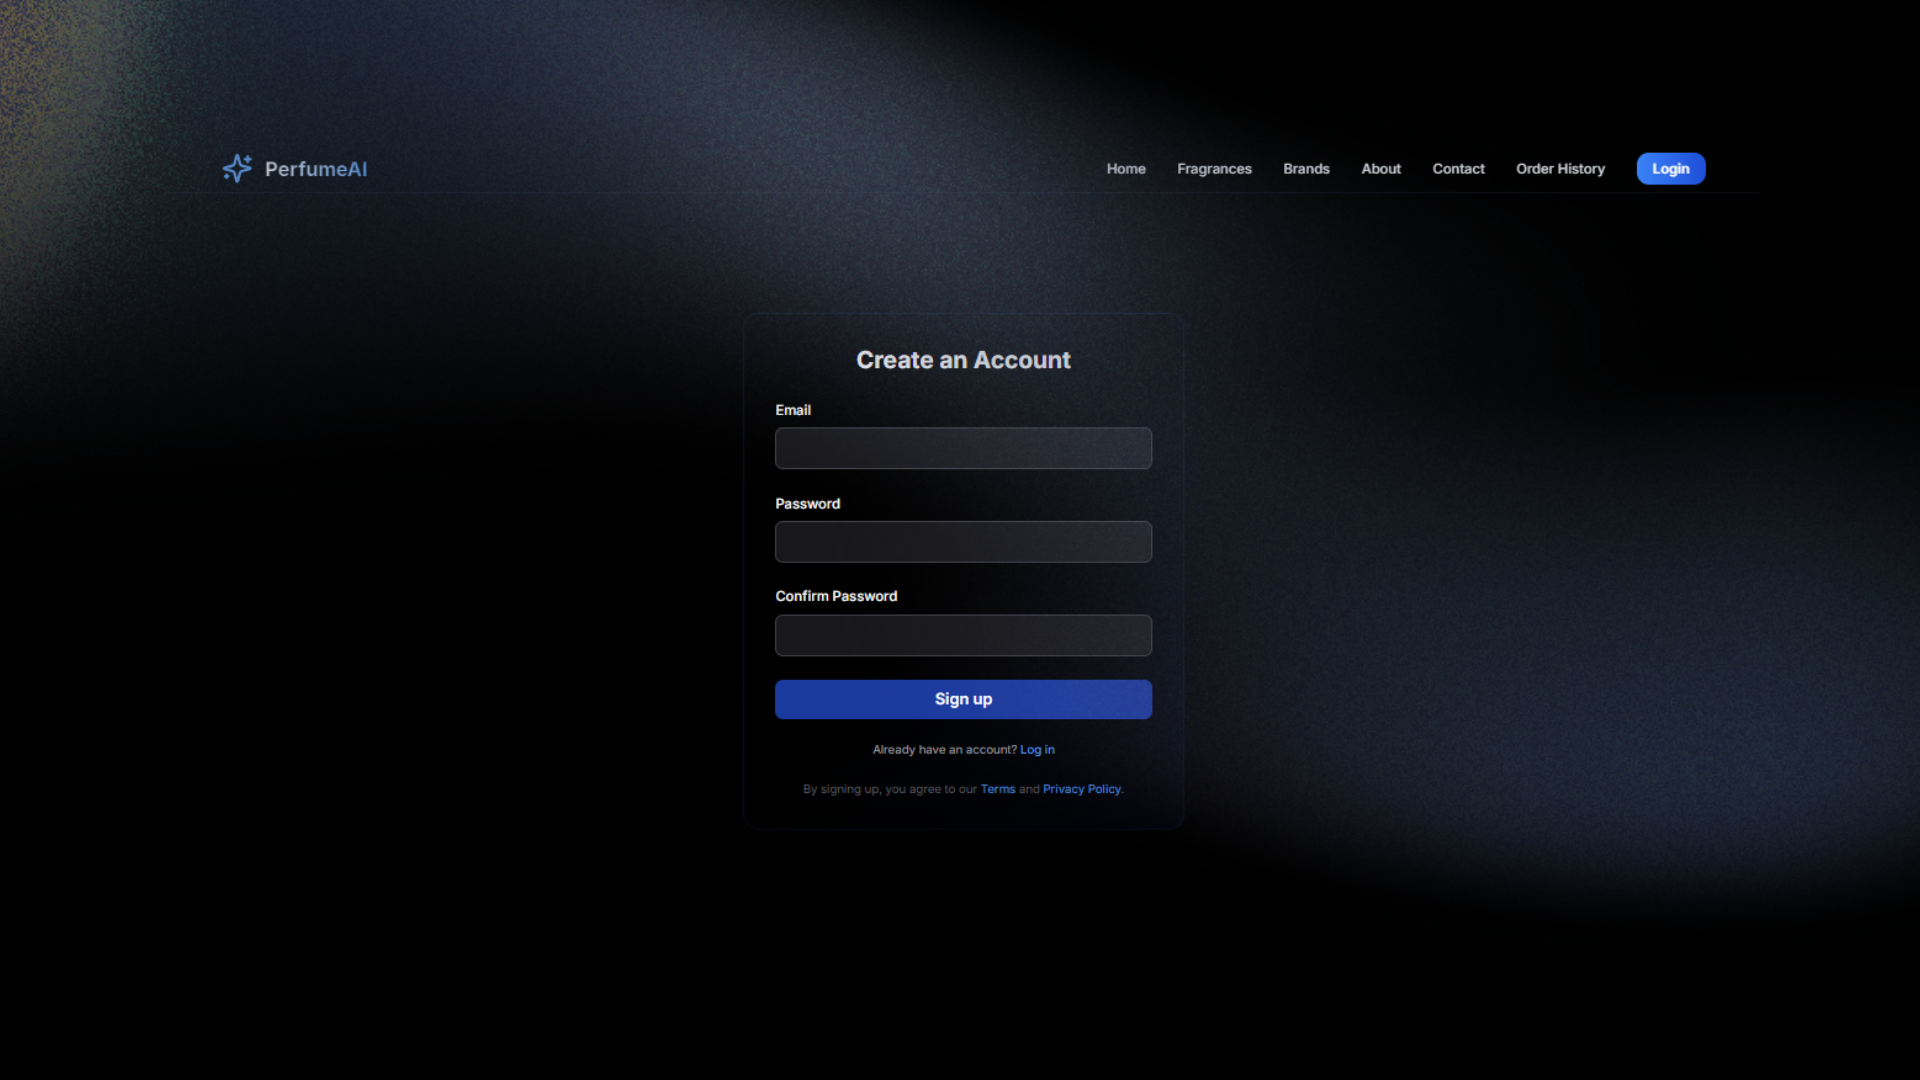 PerfumeAI
Home Fragrances Brands About Contact Order History Login
Create an Account
Email
Password
Confirm Password
Sign up
Already have an account? Log in
By signing up, you agree to our Terms and Privacy Policy.